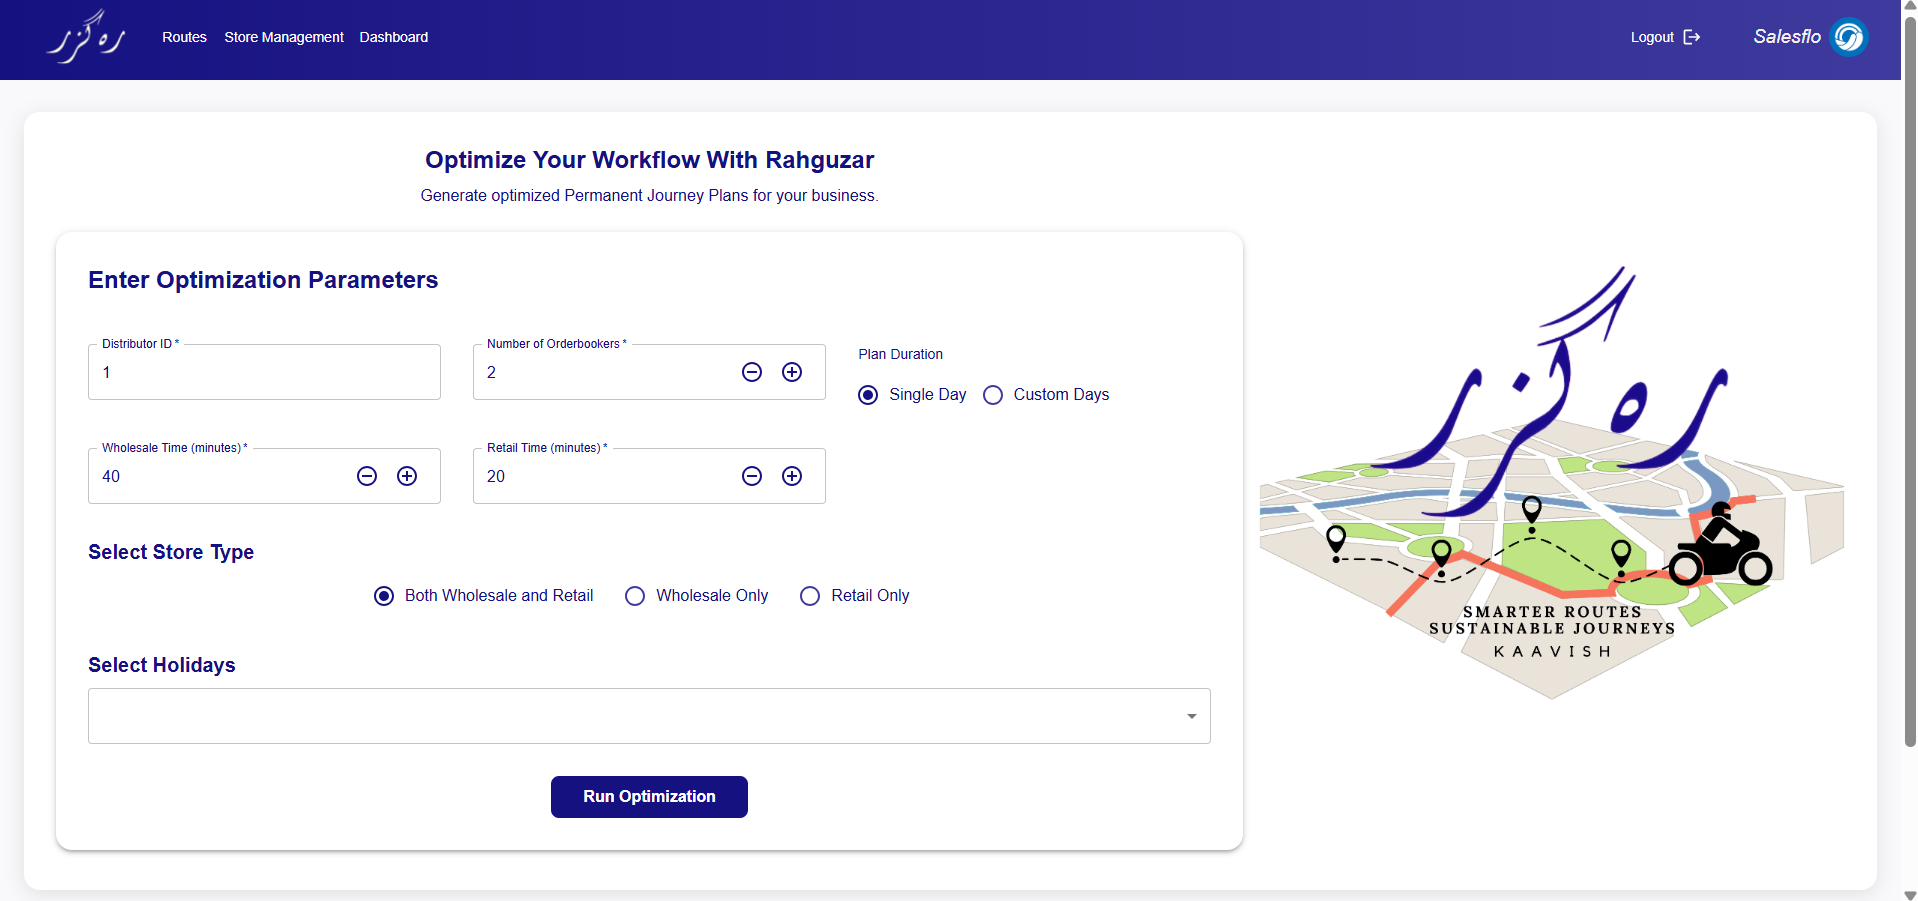 رہ گزر
Routes
Store Management
Dashboard
Logout
Salesflo
Optimize Your Workflow With Rahguzar
Generate optimized Permanent Journey Plans for your business.
Enter Optimization Parameters
Distributor ID *
1
Number of Orderbookers *
2
Plan Duration
Single Day
Custom Days
Wholesale Time (minutes) *
40
Retail Time (minutes) *
20
Select Store Type
Both Wholesale and Retail
Wholesale Only
Retail Only
Select Holidays
Run Optimization
رہ گزر
SMARTER ROUTES
SUSTAINABLE JOURNEYS
KAAVISH